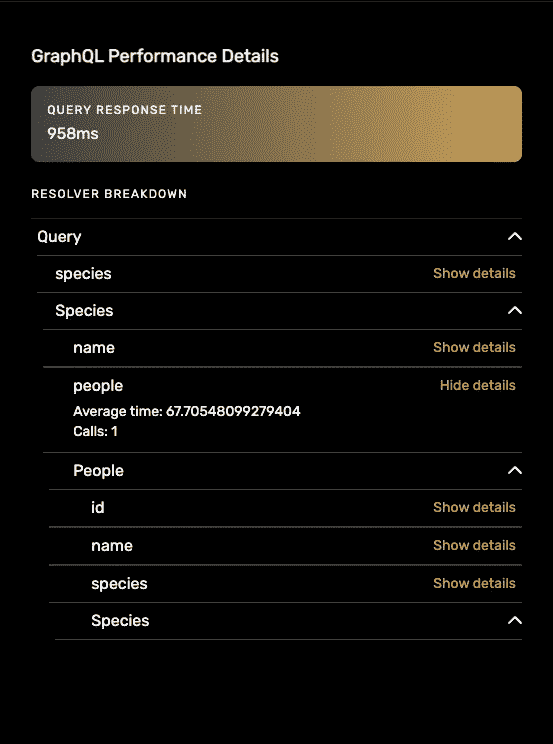 GraphQL Performance Details
QUERY RESPONSE TIME
958ms
RESOLVER BREAKDOWN
Query
species Show details
Species
name Show details
people Hide details
Average time: 67.70548099279404
Calls: 1
People
id Show details
name Show details
species Show details
Species